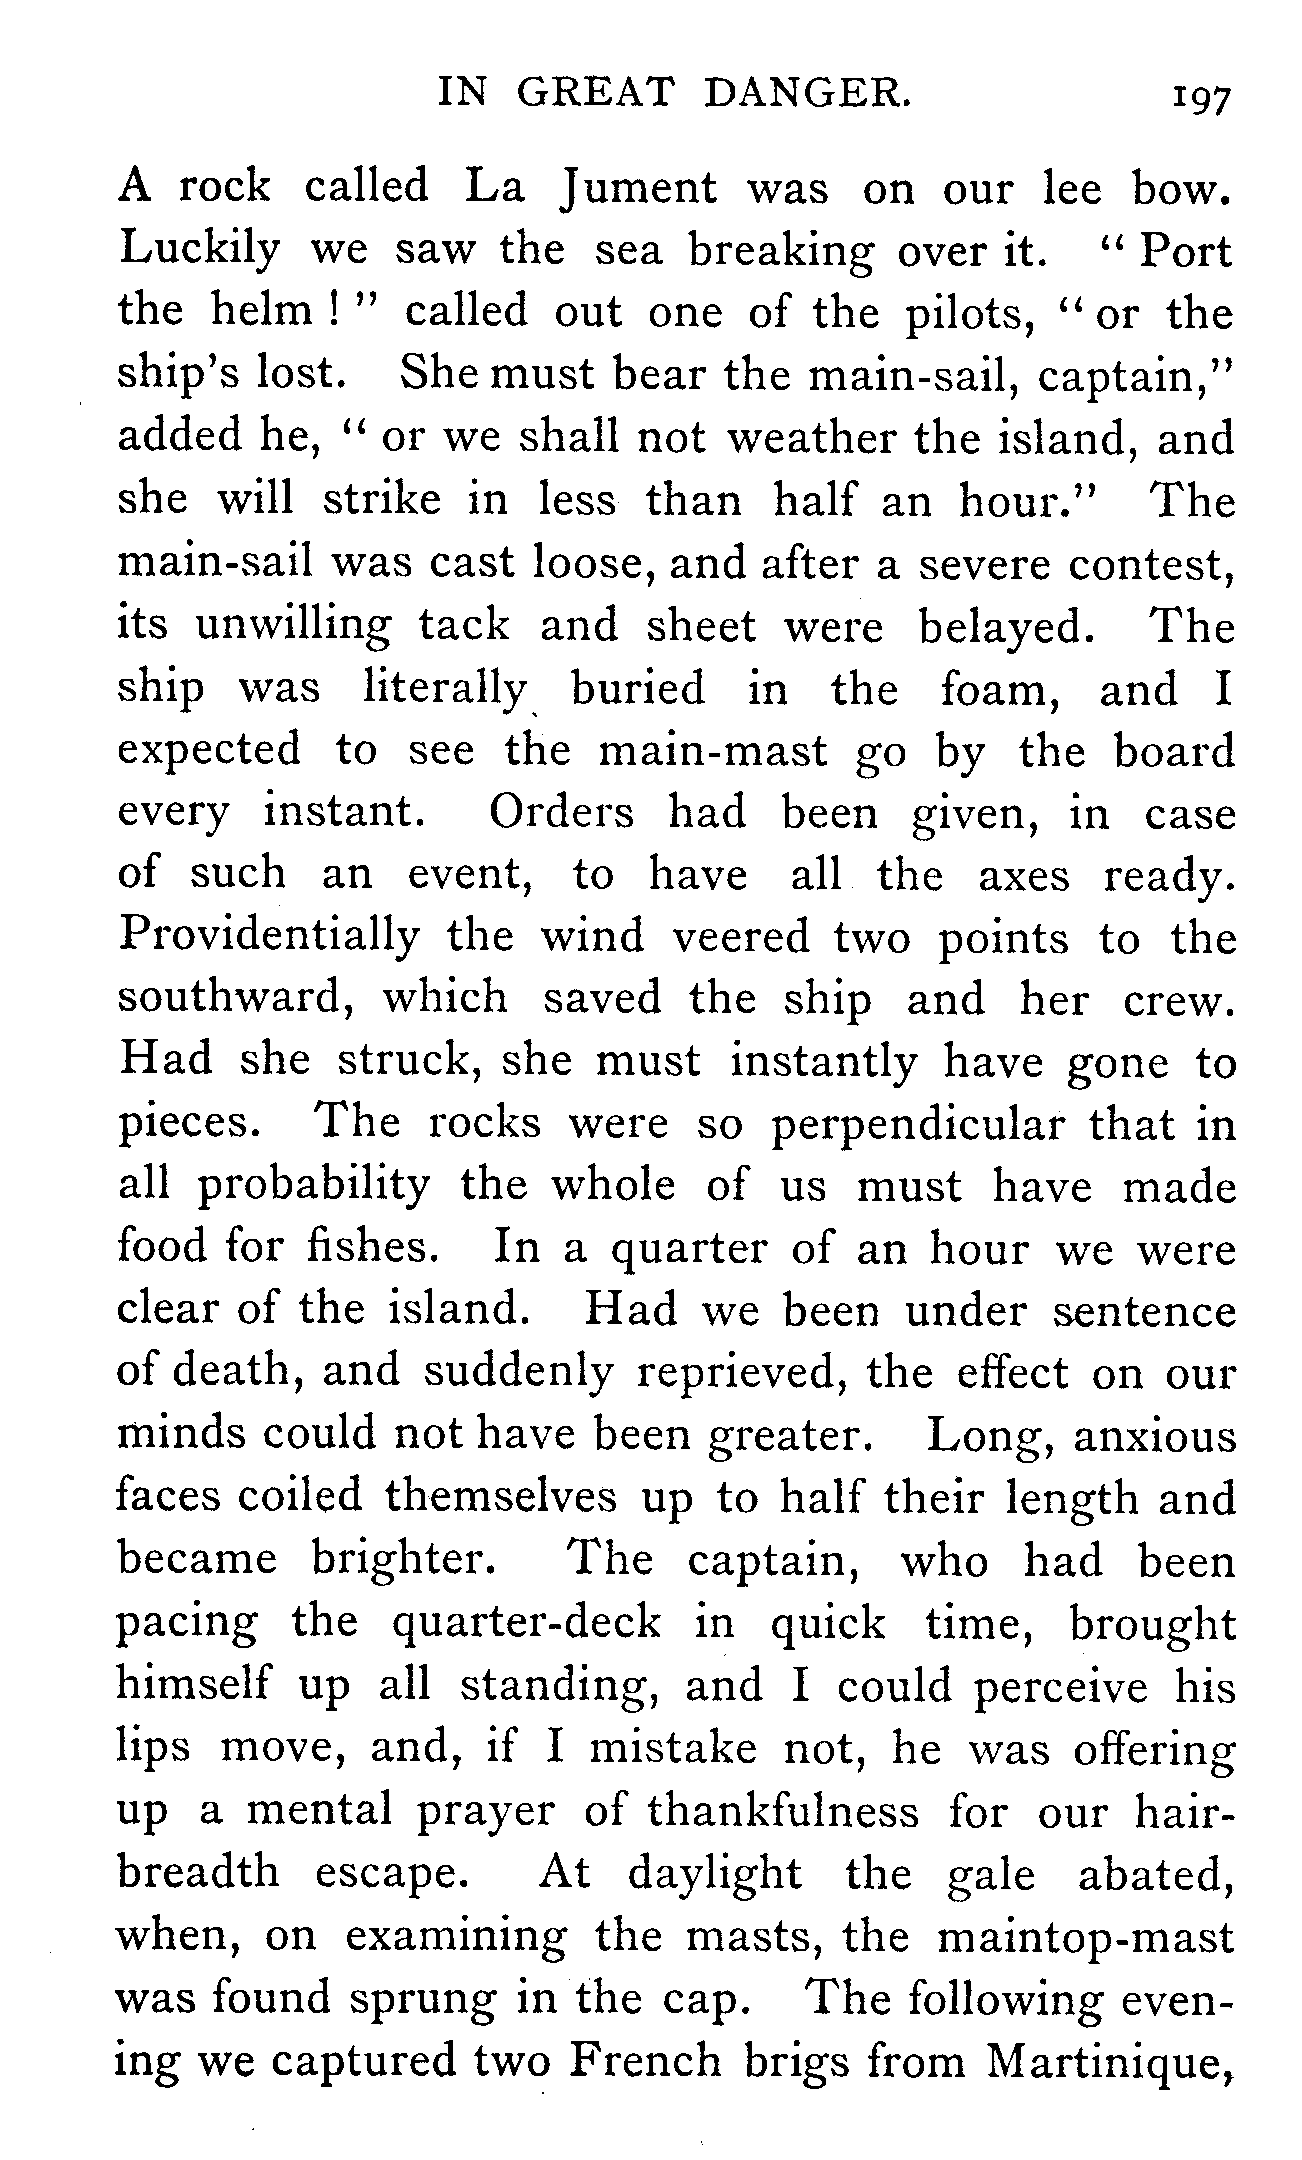 IN GREAT DANGER. 197
A rock called La Jument was on our lee bow.
Luckily we saw the sea breaking over it. “ Port
the helm ! ” called out one of the pilots, “ or the
ship’s lost. She must bear the main-sail, captain,”
added he, “ or we shall not weather the island, and
she will strike in less than half an hour.” The
main-sail was cast loose, and after a severe contest,
its unwilling tack and sheet were belayed. The
ship was literally buried in the foam, and I
expected to see the main-mast go by the board
every instant. Orders had been given, in case
of such an event, to have all the axes ready.
Providentially the wind veered two points to the
southward, which saved the ship and her crew.
Had she struck, she must instantly have gone to
pieces. The rocks were so perpendicular that in
all probability the whole of us must have made
food for fishes. In a quarter of an hour we were
clear of the island. Had we been under sentence
of death, and suddenly reprieved, the effect on our
minds could not have been greater. Long, anxious
faces coiled themselves up to half their length and
became brighter. The captain, who had been
pacing the quarter-deck in quick time, brought
himself up all standing, and I could perceive his
lips move, and, if I mistake not, he was offering
up a mental prayer of thankfulness for our hair-
breadth escape. At daylight the gale abated,
when, on examining the masts, the maintop-mast
was found sprung in the cap. The following even-
ing we captured two French brigs from Martinique,